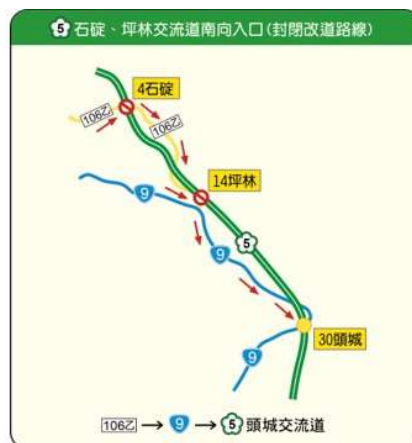 5 石碇、坪林交流道南向入口(封閉改道路線)
4石碇
106乙
106乙
14坪林
9
9
5
30頭城
9
106乙 → 9 → 5 頭城交流道